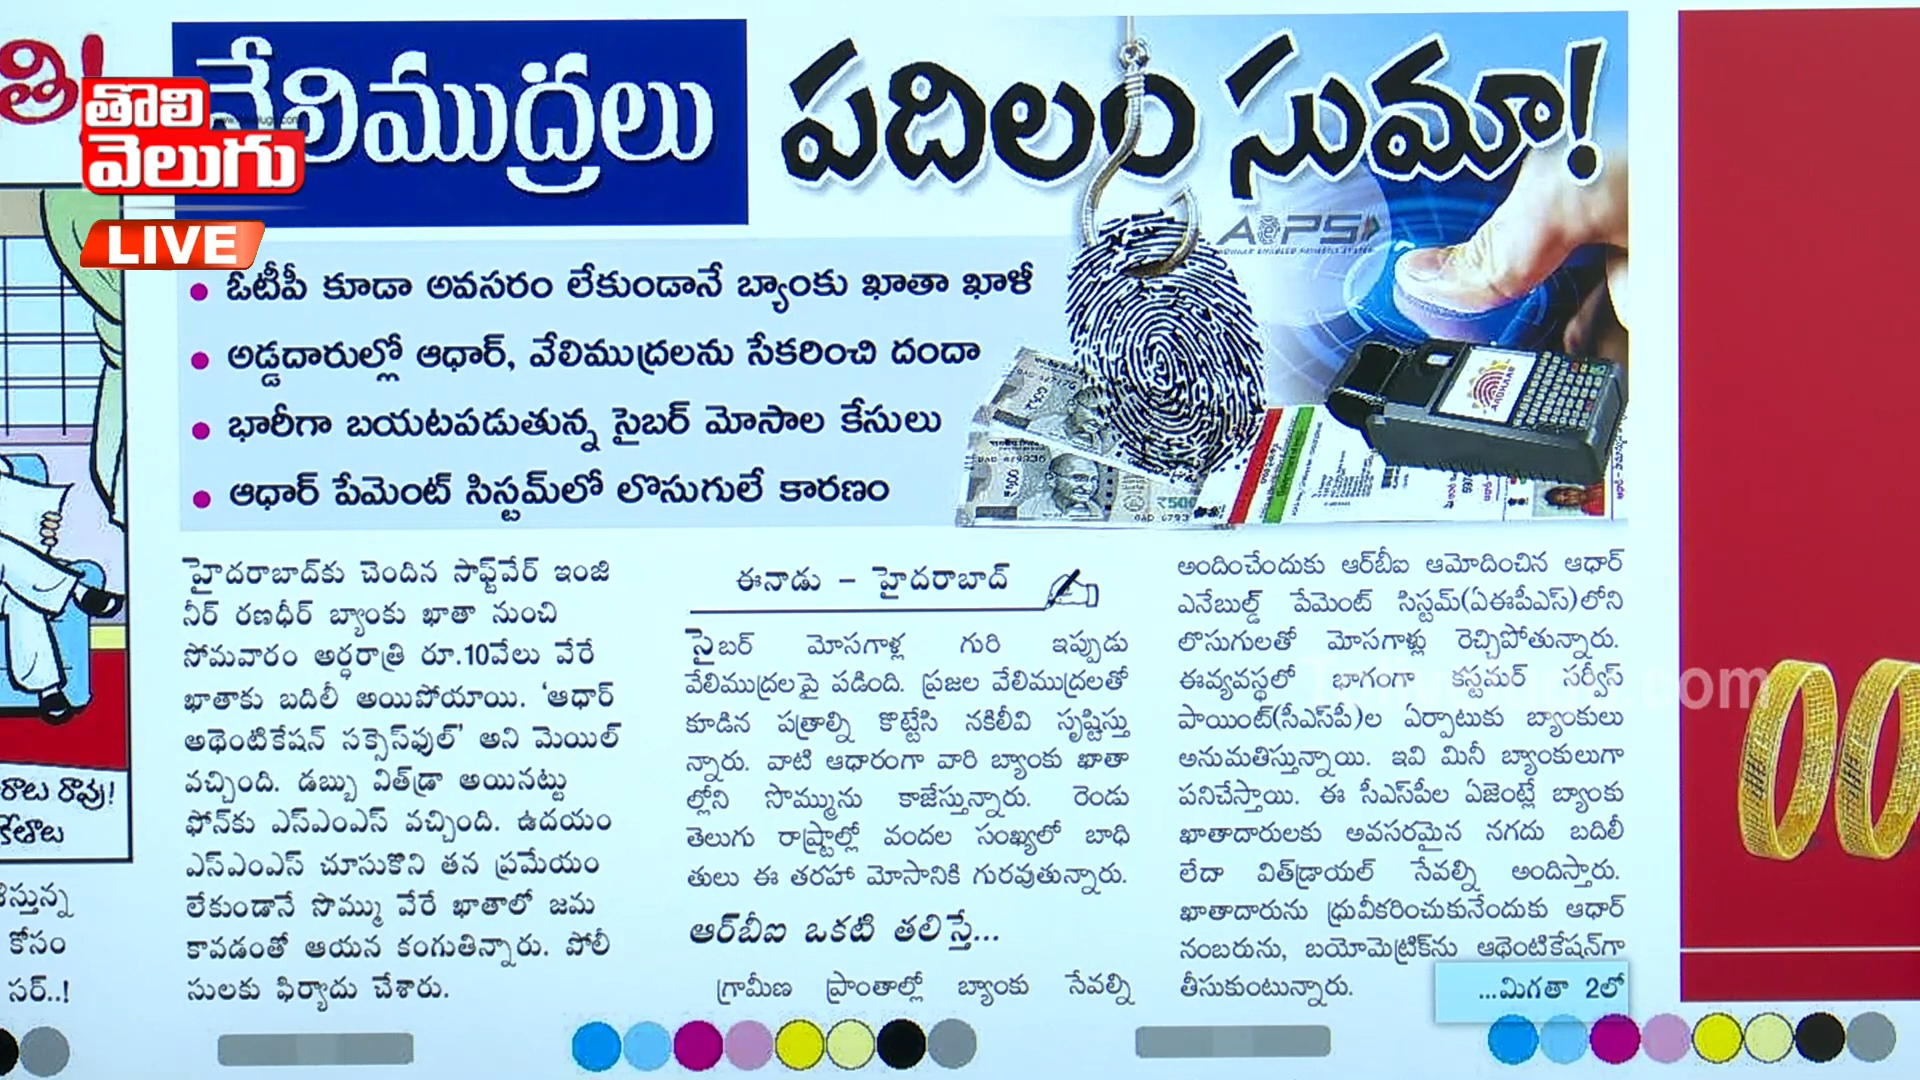 తి!
తొలి
వెలుగు
LIVE
వేలిముద్రలు పదిలం సుమా!
AePS
• ఓటీపీ కూడా అవసరం లేకుండానే బ్యాంకు ఖాతా ఖాళీ
• అడ్డదారుల్లో ఆధార్, వేలిముద్రలను సేకరించి దందా
• భారీగా బయటపడుతున్న సైబర్ మోసాల కేసులు
• ఆధార్ పేమెంట్ సిస్టమ్‌లో లొసుగులే కారణం
హైదరాబాద్‌కు చెందిన సాఫ్ట్‌వేర్ ఇంజి
నీర్ రణధీర్ బ్యాంకు ఖాతా నుంచి
సోమవారం అర్ధరాత్రి రూ.10వేలు వేరే
ఖాతాకు బదిలీ అయిపోయాయి. ‘ఆధార్
అథెంటికేషన్ సక్సెస్‌ఫుల్’ అని మెయిల్
వచ్చింది. డబ్బు విత్‌డ్రా అయినట్టు
ఫోన్‌కు ఎస్ఎంఎస్ వచ్చింది. ఉదయం
ఎస్ఎంఎస్ చూసుకొని తన ప్రమేయం
లేకుండానే సొమ్ము వేరే ఖాతాలో జమ
కావడంతో ఆయన కంగుతిన్నారు. పోలీ
సులకు ఫిర్యాదు చేశారు.
ఈనాడు - హైదరాబాద్
సైబర్ మోసగాళ్ల గురి ఇప్పుడు
వేలిముద్రలపై పడింది. ప్రజల వేలిముద్రలతో
కూడిన పత్రాల్ని కొట్టేసి నకిలీవి సృష్టిస్తు
న్నారు. వాటి ఆధారంగా వారి బ్యాంకు ఖాతా
ల్లోని సొమ్మును కాజేస్తున్నారు. రెండు
తెలుగు రాష్ట్రాల్లో వందల సంఖ్యలో బాధి
తులు ఈ తరహా మోసానికి గురవుతున్నారు.
ఆర్‌బీఐ ఒకటి తలిస్తే...
గ్రామీణ ప్రాంతాల్లో బ్యాంకు సేవల్ని
అందించేందుకు ఆర్‌బీఐ ఆమోదించిన ఆధార్
ఎనేబుల్డ్ పేమెంట్ సిస్టమ్(ఏఈపీఎస్)లోని
లొసుగులతో మోసగాళ్లు రెచ్చిపోతున్నారు.
ఈవ్యవస్థలో భాగంగా కస్టమర్ సర్వీస్
పాయింట్(సీఎస్‌పీ)ల ఏర్పాటుకు బ్యాంకులు
అనుమతిస్తున్నాయి. ఇవి మినీ బ్యాంకులుగా
పనిచేస్తాయి. ఈ సీఎస్‌పీల ఏజెంట్లే బ్యాంకు
ఖాతాదారులకు అవసరమైన నగదు బదిలీ
లేదా విత్‌డ్రాయల్ సేవల్ని అందిస్తారు.
ఖాతాదారును ధ్రువీకరించుకునేందుకు ఆధార్
నంబరును, బయోమెట్రిక్‌ను ఆథెంటికేషన్‌గా
తీసుకుంటున్నారు.
...మిగతా 2లో
రాలు రావు!
స్తున్న
కోసం
సర్..!